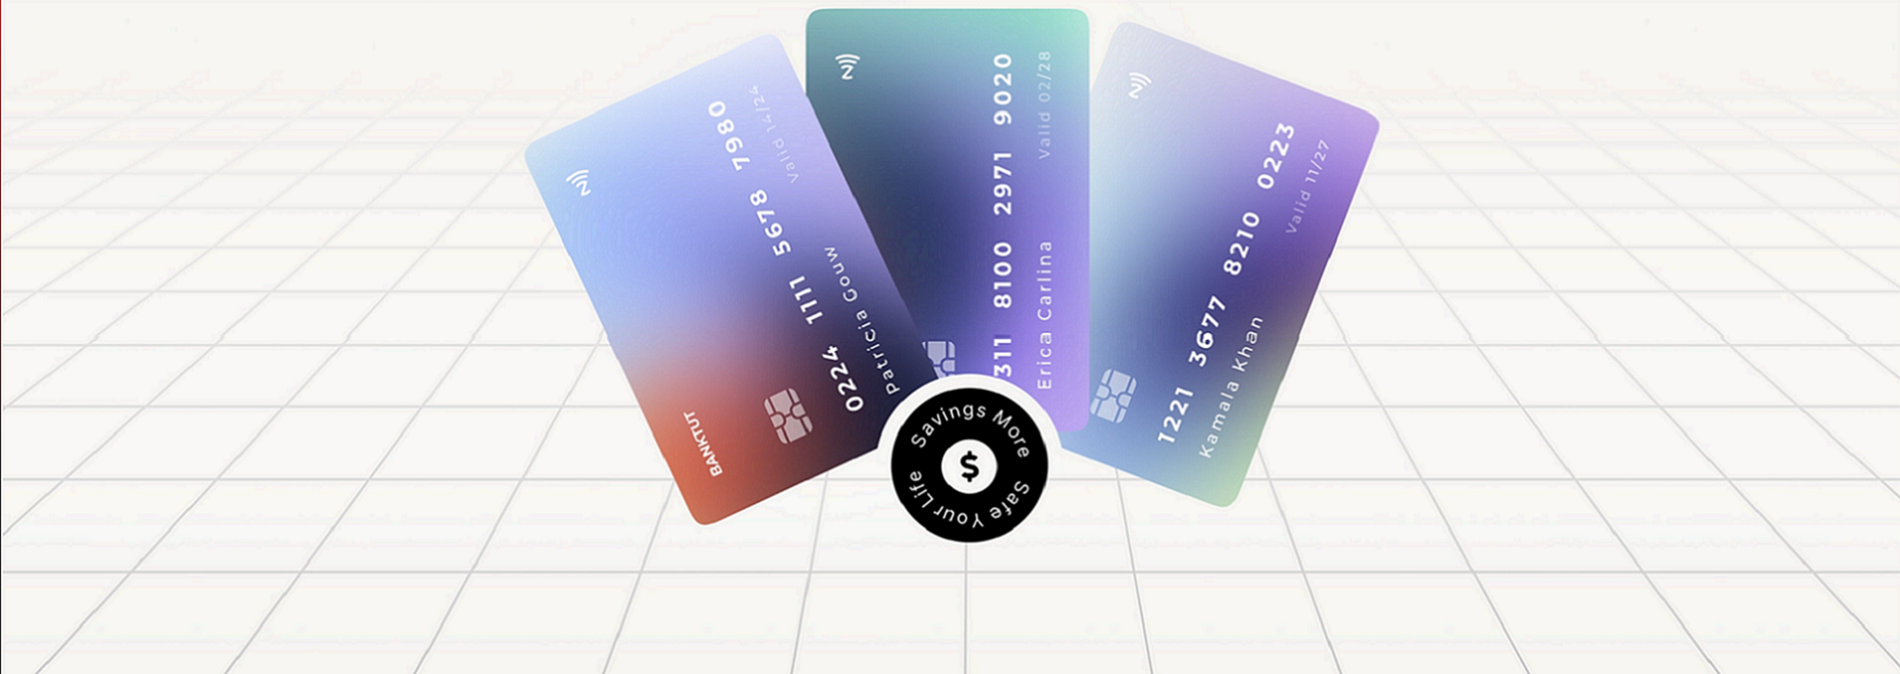 BANKTUT
0224 1111 5678 7980
Patricia Gouw
Valid 14/24
311 8100 2971 9020
Erica Carlina
Valid 02/28
1221 3677 8210 0223
Kamala Khan
Valid 11/27
Savings More
Safe Your Life
$